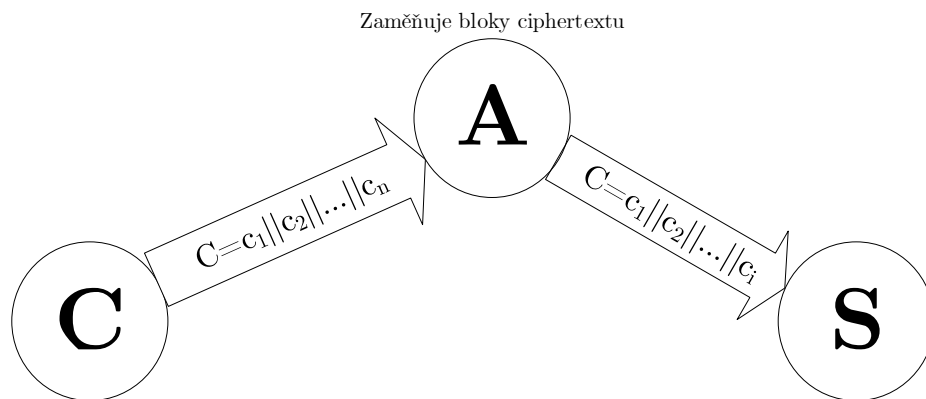 Zaměňuje bloky ciphertextu
A
C=c₁||c₂||...||cₙ
C=c₁||c₂||...||cᵢ
C
S